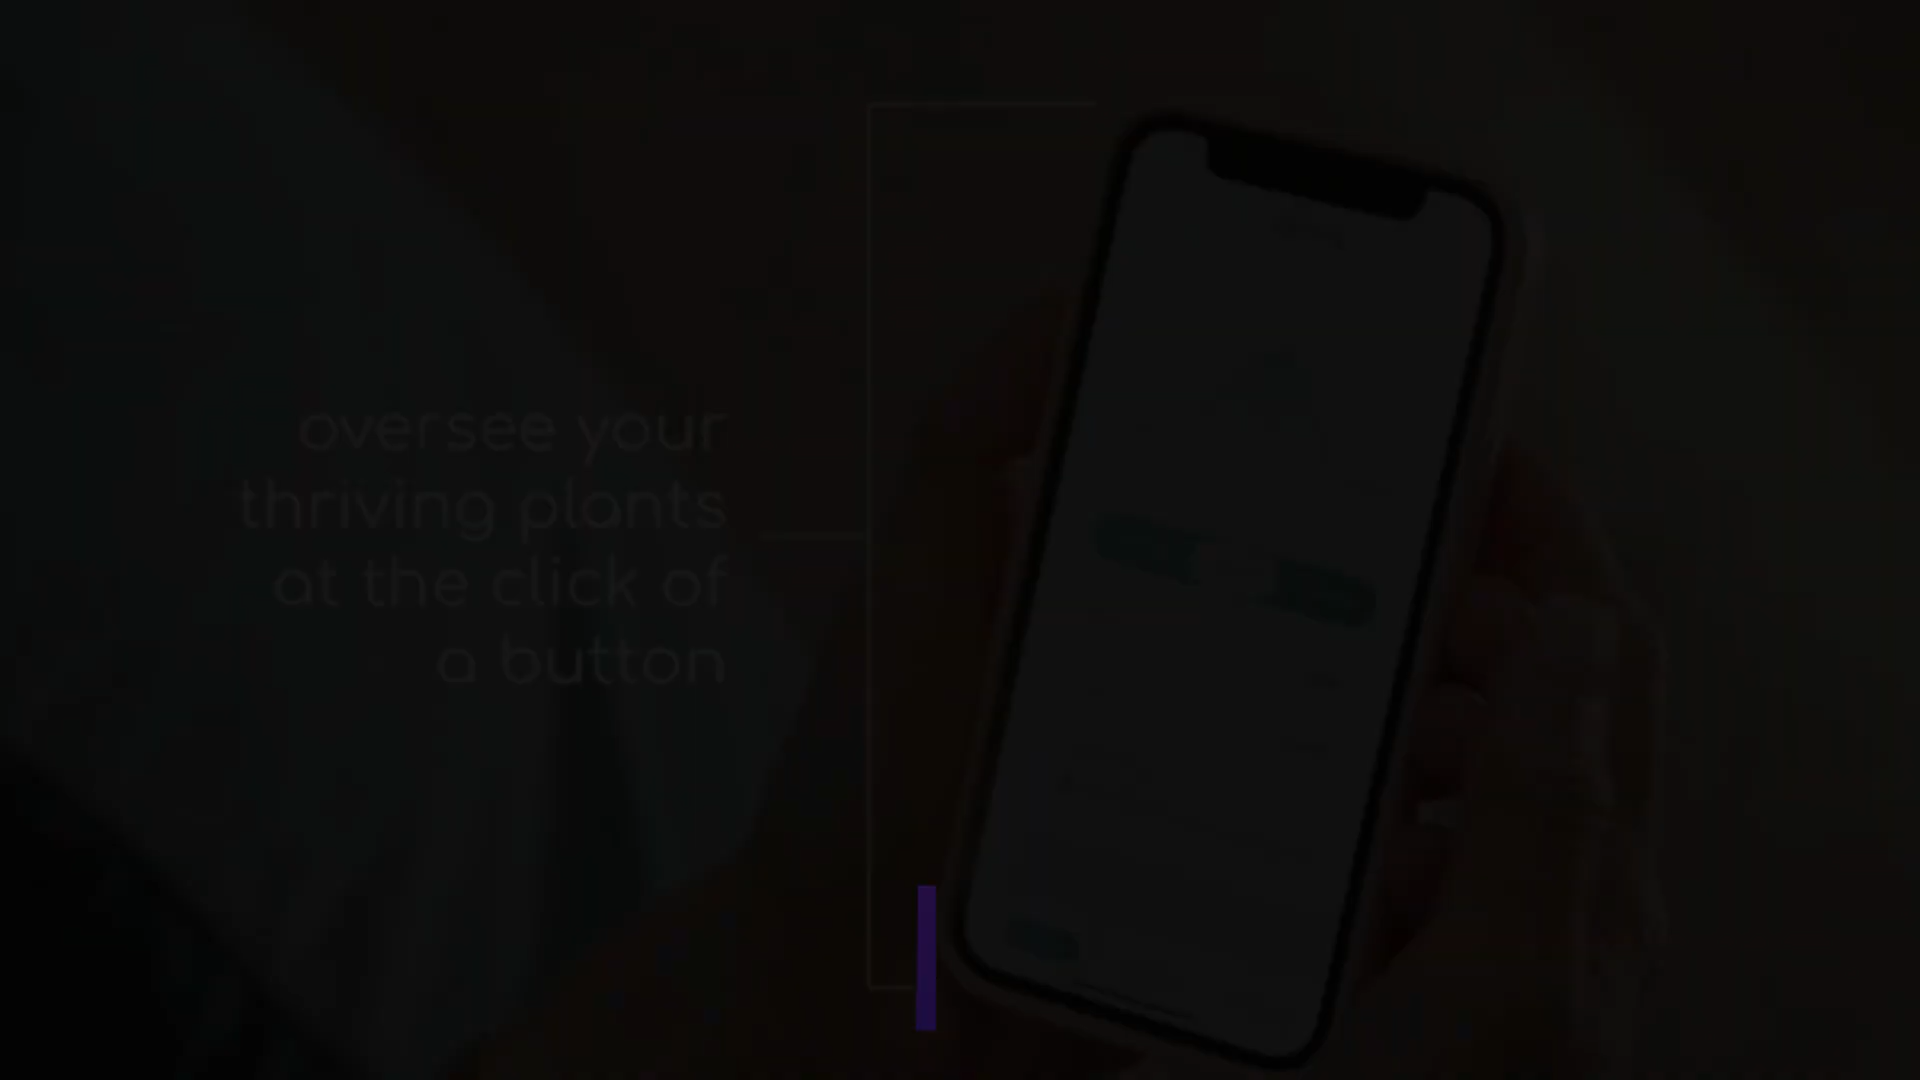 oversee your
thriving plants
at the click of
a button